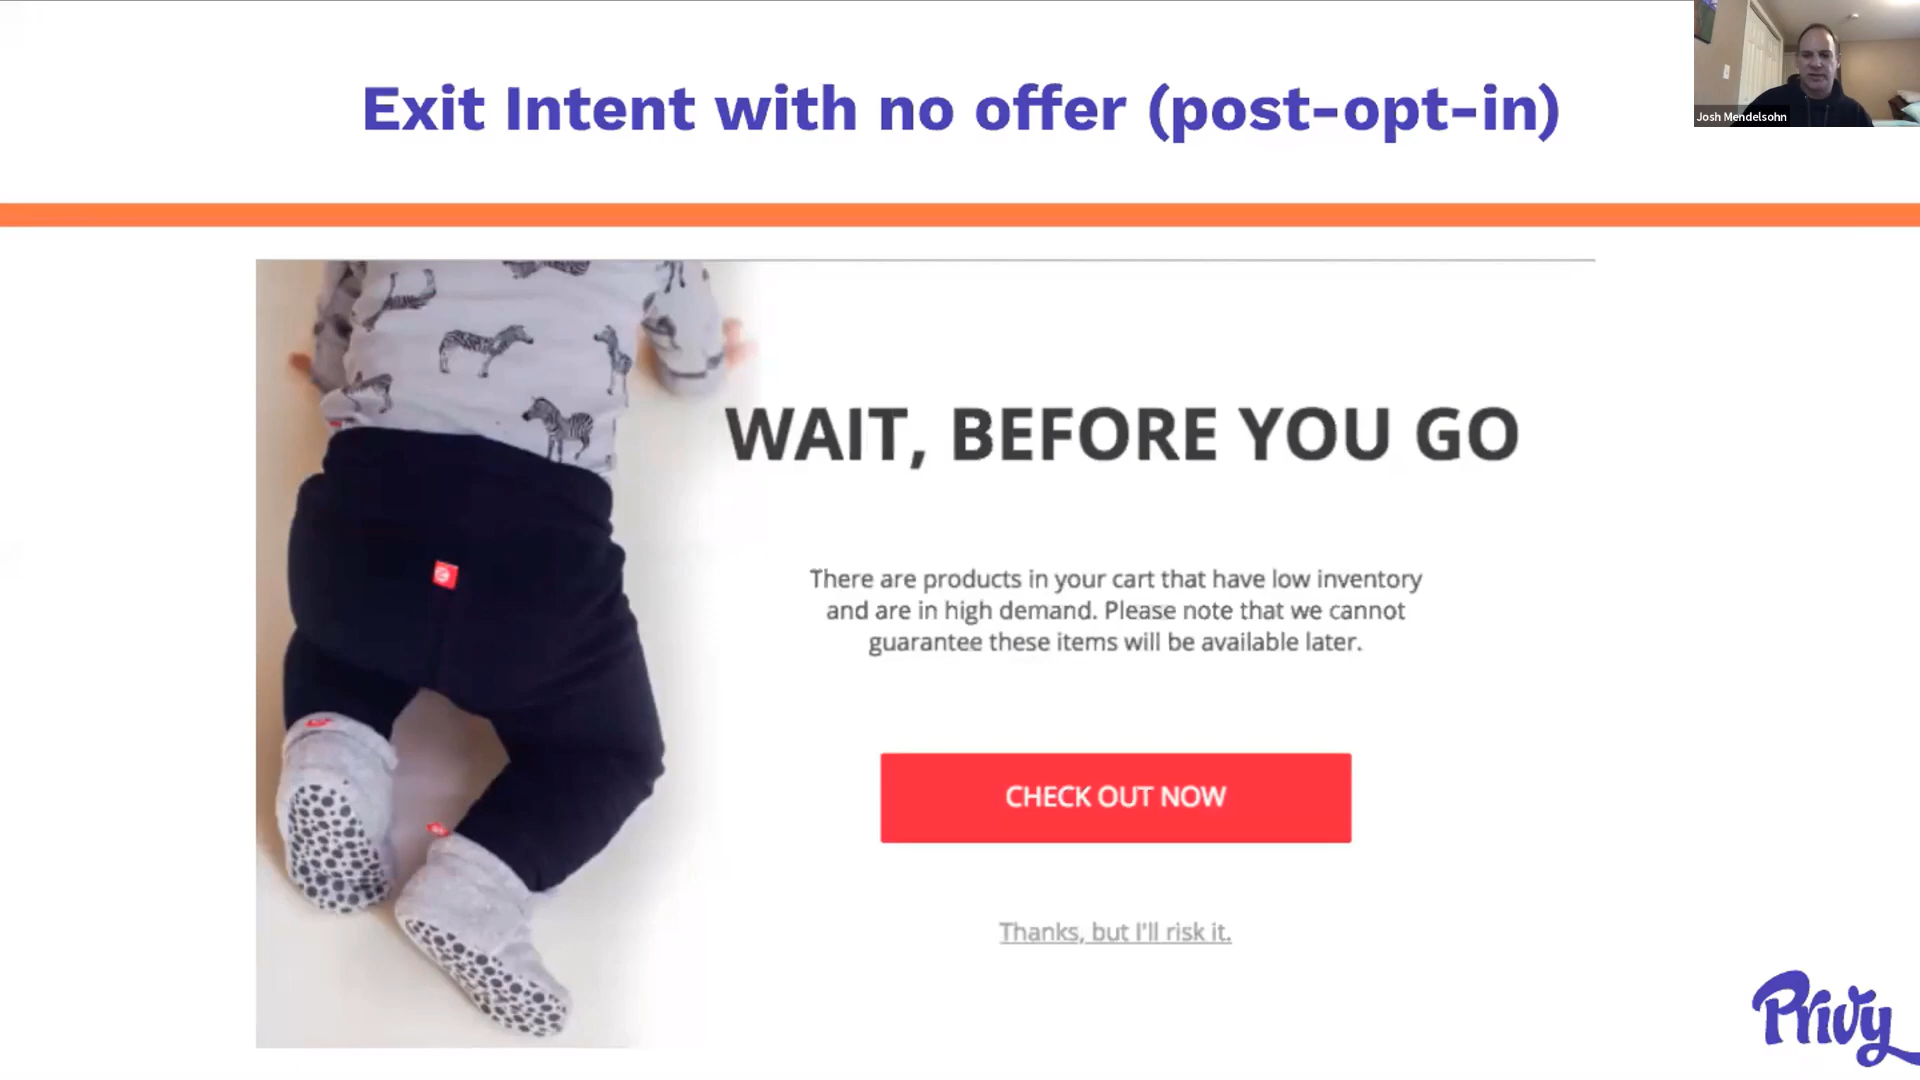 Exit Intent with no offer (post-opt-in)
Josh Mendelsohn
WAIT, BEFORE YOU GO
There are products in your cart that have low inventory
and are in high demand. Please note that we cannot
guarantee these items will be available later.
CHECK OUT NOW
Thanks, but I'll risk it.
Privy